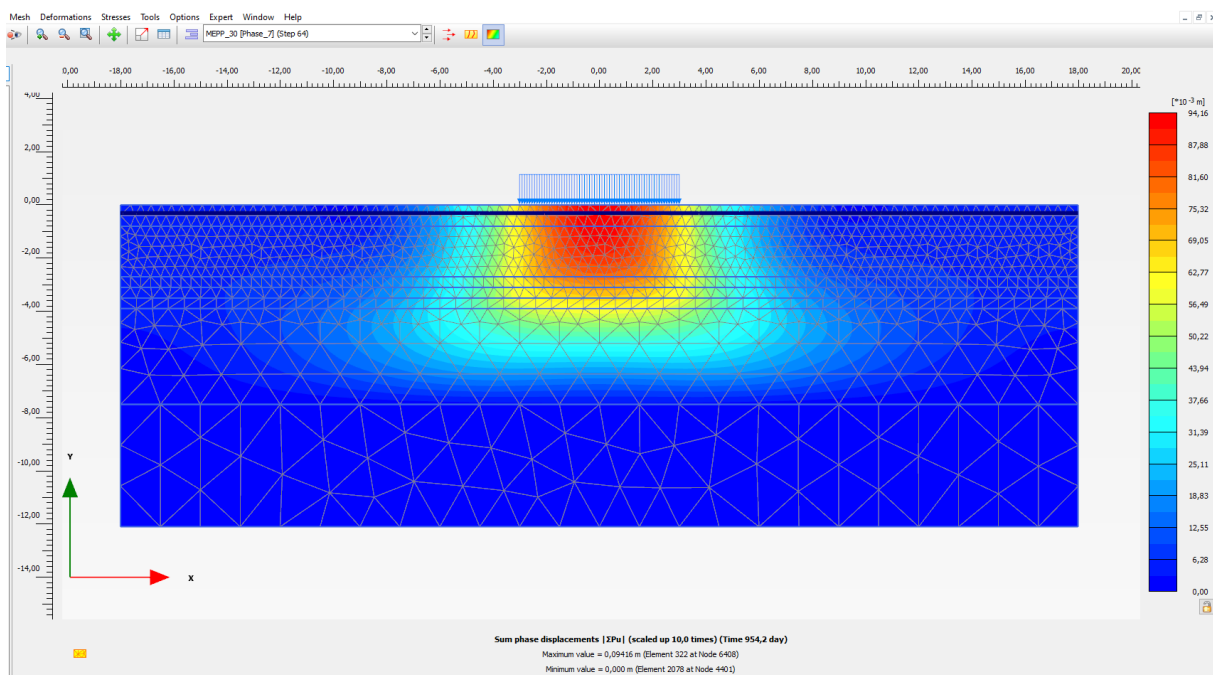 Mesh Deformations Stresses Tools Options Expert Window Help
MEPP_30 [Phase_7] (Step 64)
0,00 -18,00 -16,00 -14,00 -12,00 -10,00 -8,00 -6,00 -4,00 -2,00 0,00 2,00 4,00 6,00 8,00 10,00 12,00 14,00 16,00 18,00 20,00
4,00
2,00
0,00
-2,00
-4,00
-6,00
-8,00
-10,00
-12,00
-14,00
Y
X
[*10 -3 m]
94,16
87,88
81,60
75,32
69,05
62,77
56,49
50,22
43,94
37,66
31,39
25,11
18,83
12,55
6,28
0,00
Sum phase displacements |ΣPu| (scaled up 10,0 times) (Time 954,2 day)
Maximum value = 0,09416 m (Element 322 at Node 6408)
Minimum value = 0,000 m (Element 2078 at Node 4401)